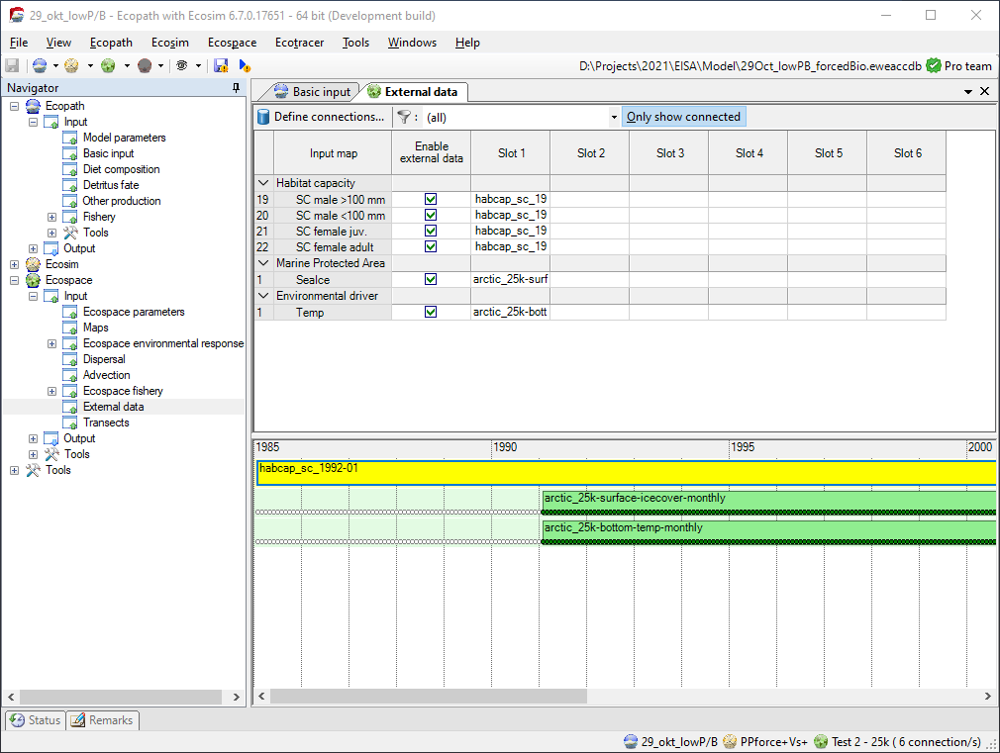 29_okt_lowP/B - Ecopath with Ecosim 6.7.0.17651 - 64 bit (Development build)
File View Ecopath Ecosim Ecospace Ecotracer Tools Windows Help
D:\Projects\2021\EISA\Model\29Oct_lowPB_forcedBio.eweaccdb Pro team
Navigator
Ecopath
Input
Model parameters
Basic input
Diet composition
Detritus fate
Other production
Fishery
Tools
Output
Ecosim
Ecospace
Input
Ecospace parameters
Maps
Ecospace environmental response
Dispersal
Advection
Ecospace fishery
External data
Transects
Output
Tools
Tools
Basic input External data
Define connections... : (all) Only show connected
Input map Enable external data Slot 1 Slot 2 Slot 3 Slot 4 Slot 5 Slot 6
Habitat capacity
19 SC male >100 mm habcap_sc_19
20 SC male <100 mm habcap_sc_19
21 SC female juv. habcap_sc_19
22 SC female adult habcap_sc_19
Marine Protected Area
1 SeaIce arctic_25k-surf
Environmental driver
1 Temp arctic_25k-bott
1985 1990 1995 2000
habcap_sc_1992-01
arctic_25k-surface-icecover-monthly
arctic_25k-bottom-temp-monthly
Status Remarks
29_okt_lowP/B PPforce+Vs+ Test 2 - 25k ( 6 connection/s)